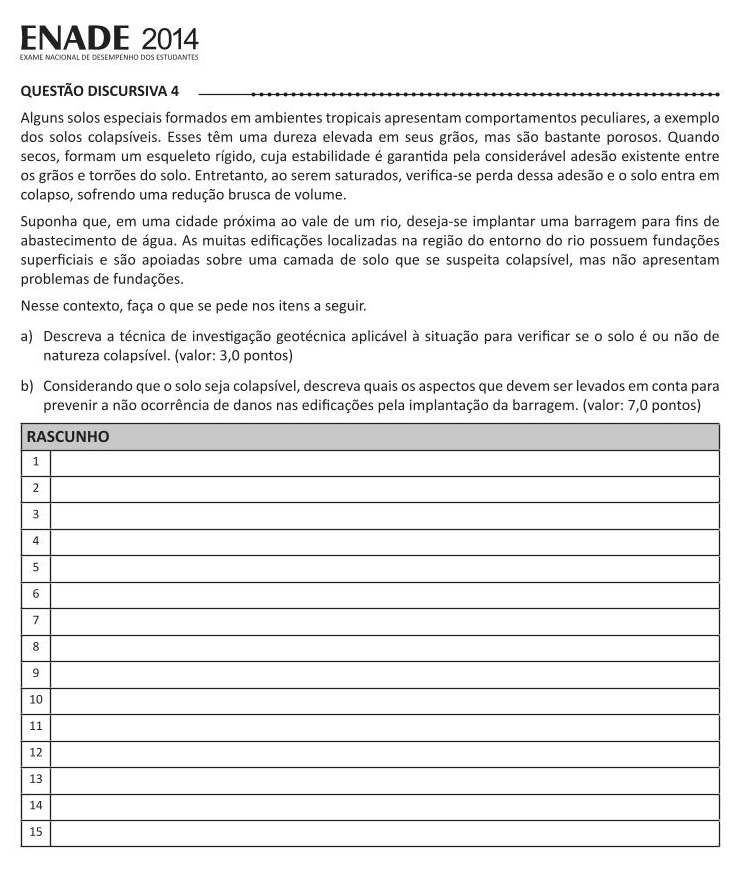 ENADE 2014
EXAME NACIONAL DE DESEMPENHO DOS ESTUDANTES
QUESTÃO DISCURSIVA 4
Alguns solos especiais formados em ambientes tropicais apresentam comportamentos peculiares, a exemplo
dos solos colapsíveis. Esses têm uma dureza elevada em seus grãos, mas são bastante porosos. Quando
secos, formam um esqueleto rígido, cuja estabilidade é garantida pela considerável adesão existente entre
os grãos e torrões do solo. Entretanto, ao serem saturados, verifica-se perda dessa adesão e o solo entra em
colapso, sofrendo uma redução brusca de volume.
Suponha que, em uma cidade próxima ao vale de um rio, deseja-se implantar uma barragem para fins de
abastecimento de água. As muitas edificações localizadas na região do entorno do rio possuem fundações
superficiais e são apoiadas sobre uma camada de solo que se suspeita colapsível, mas não apresentam
problemas de fundações.
Nesse contexto, faça o que se pede nos itens a seguir.
a) Descreva a técnica de investigação geotécnica aplicável à situação para verificar se o solo é ou não de
natureza colapsível. (valor: 3,0 pontos)
b) Considerando que o solo seja colapsível, descreva quais os aspectos que devem ser levados em conta para
prevenir a não ocorrência de danos nas edificações pela implantação da barragem. (valor: 7,0 pontos)
RASCUNHO
1
2
3
4
5
6
7
8
9
10
11
12
13
14
15